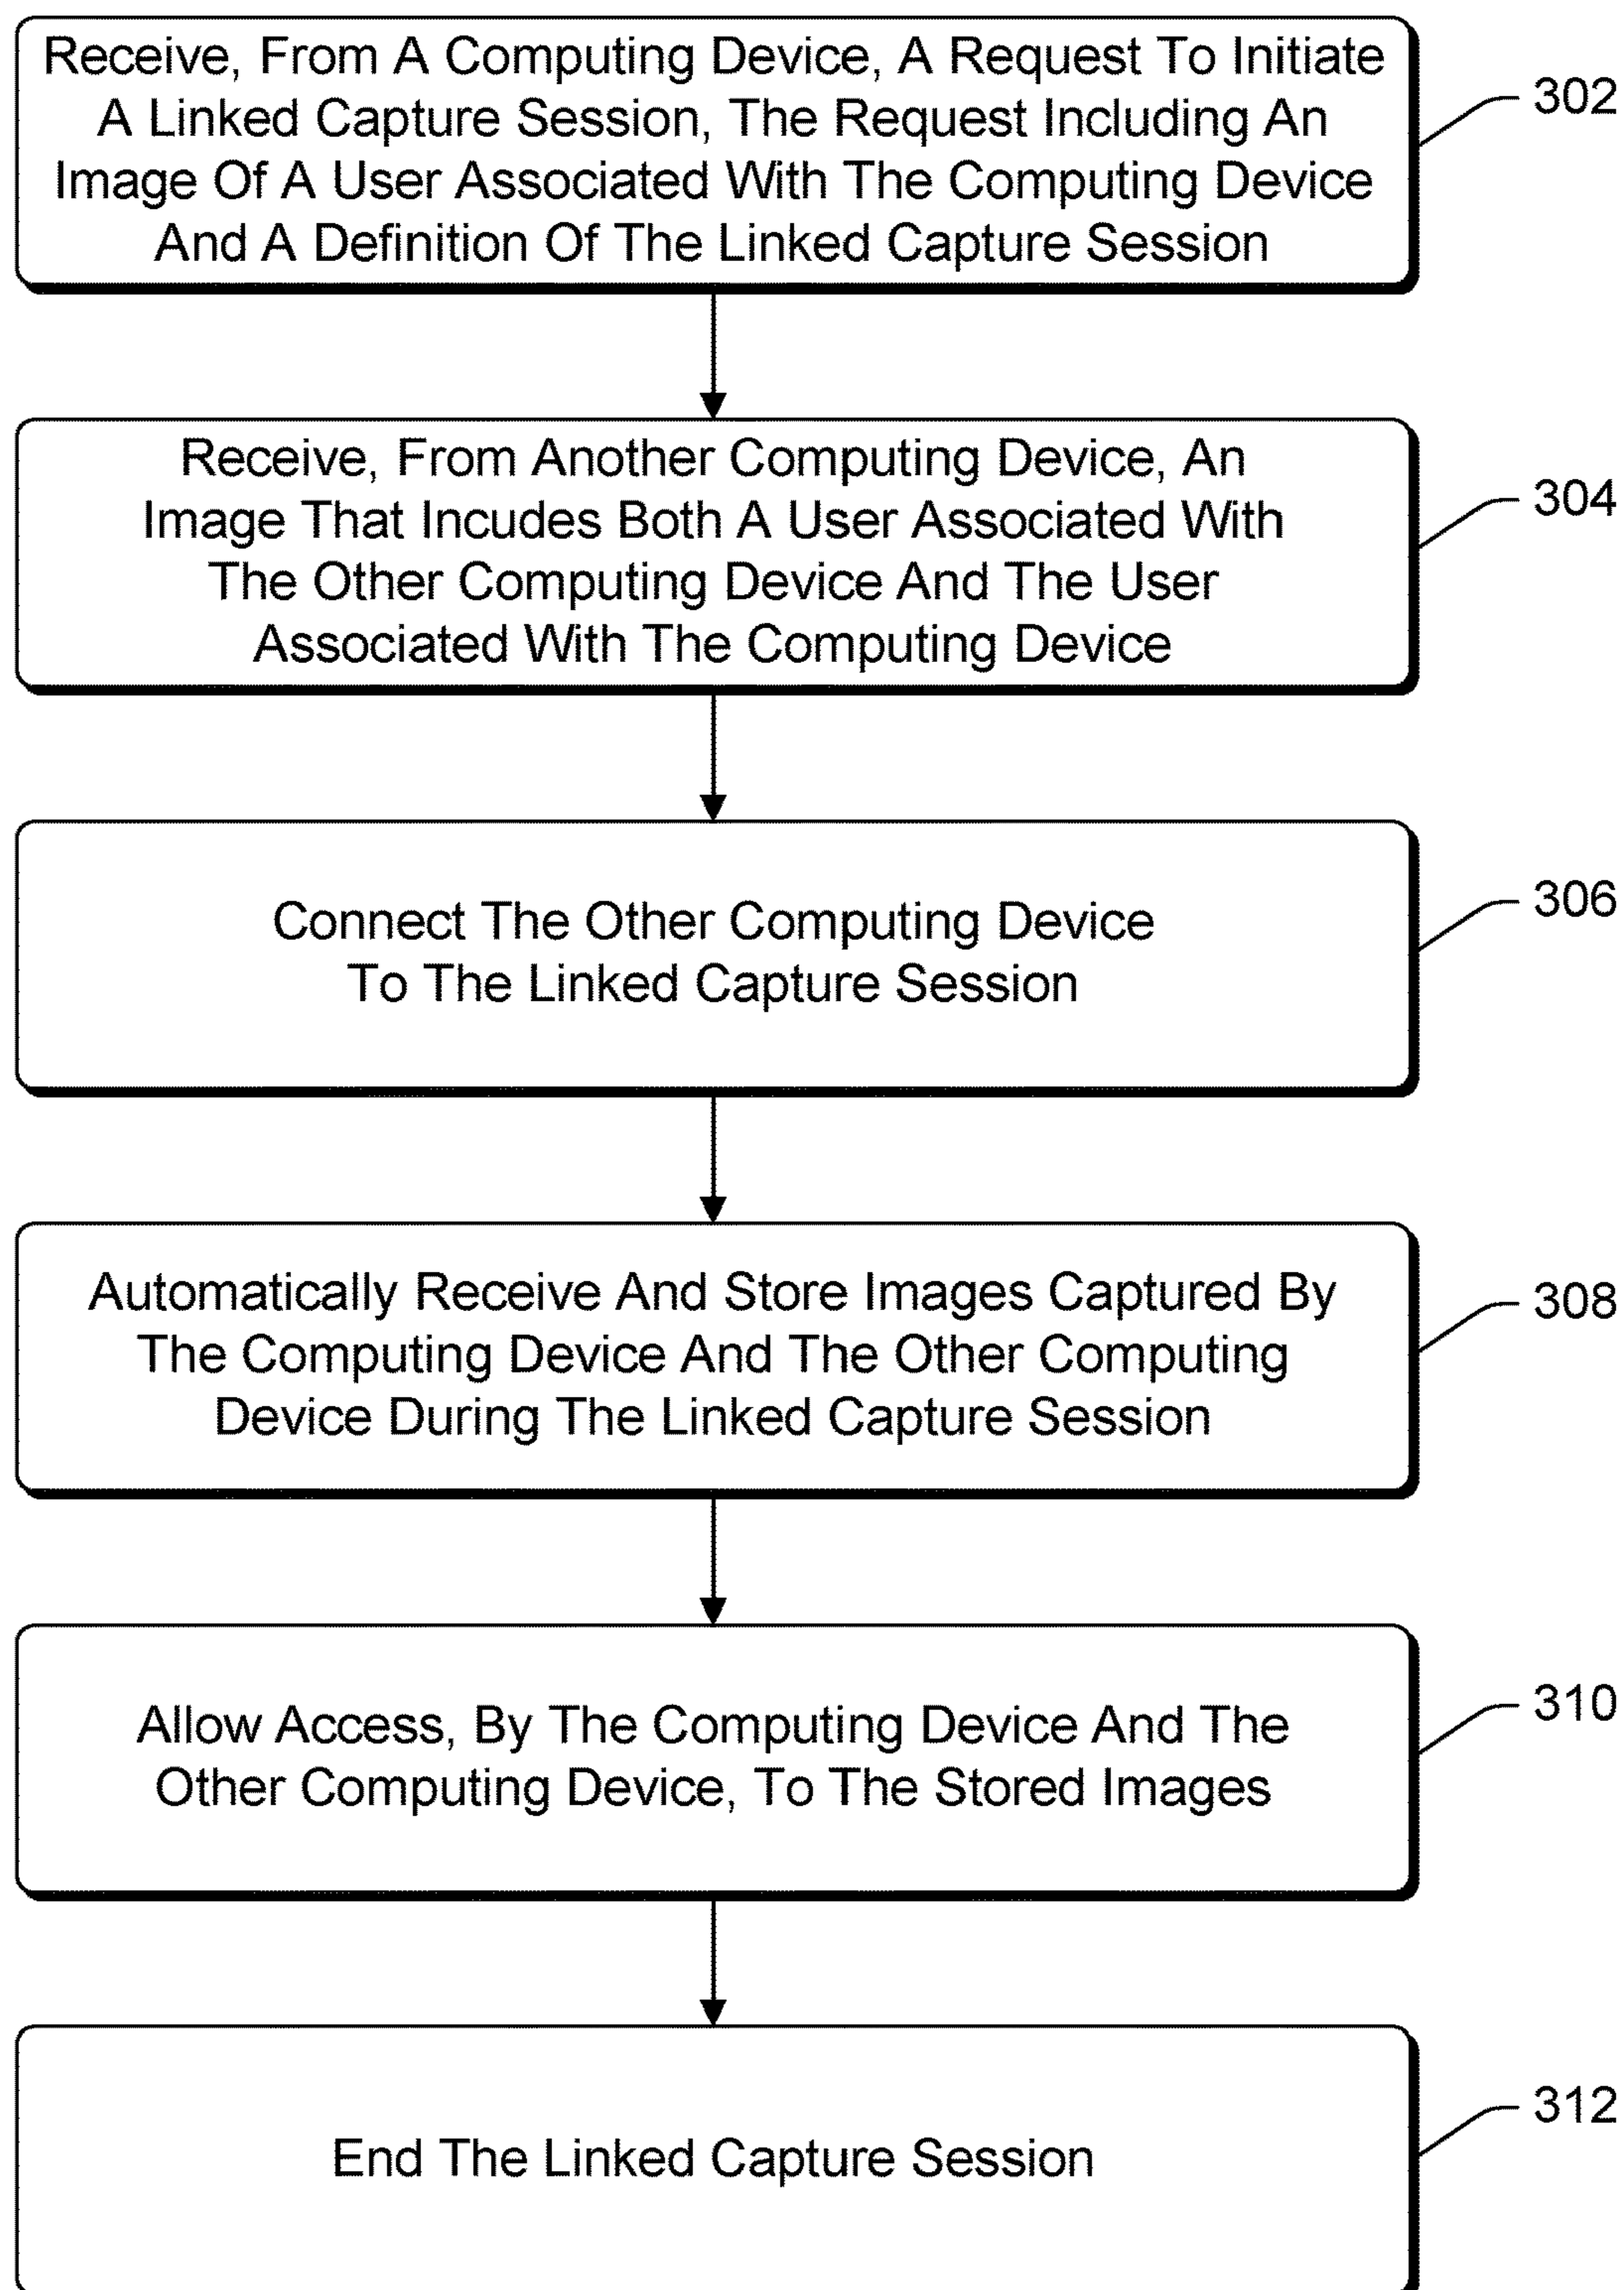 Receive, From A Computing Device, A Request To Initiate
A Linked Capture Session, The Request Including An
Image Of A User Associated With The Computing Device
And A Definition Of The Linked Capture Session
302
Receive, From Another Computing Device, An
Image That Incudes Both A User Associated With
The Other Computing Device And The User
Associated With The Computing Device
304
Connect The Other Computing Device
To The Linked Capture Session
306
Automatically Receive And Store Images Captured By
The Computing Device And The Other Computing
Device During The Linked Capture Session
308
Allow Access, By The Computing Device And The
Other Computing Device, To The Stored Images
310
End The Linked Capture Session
312